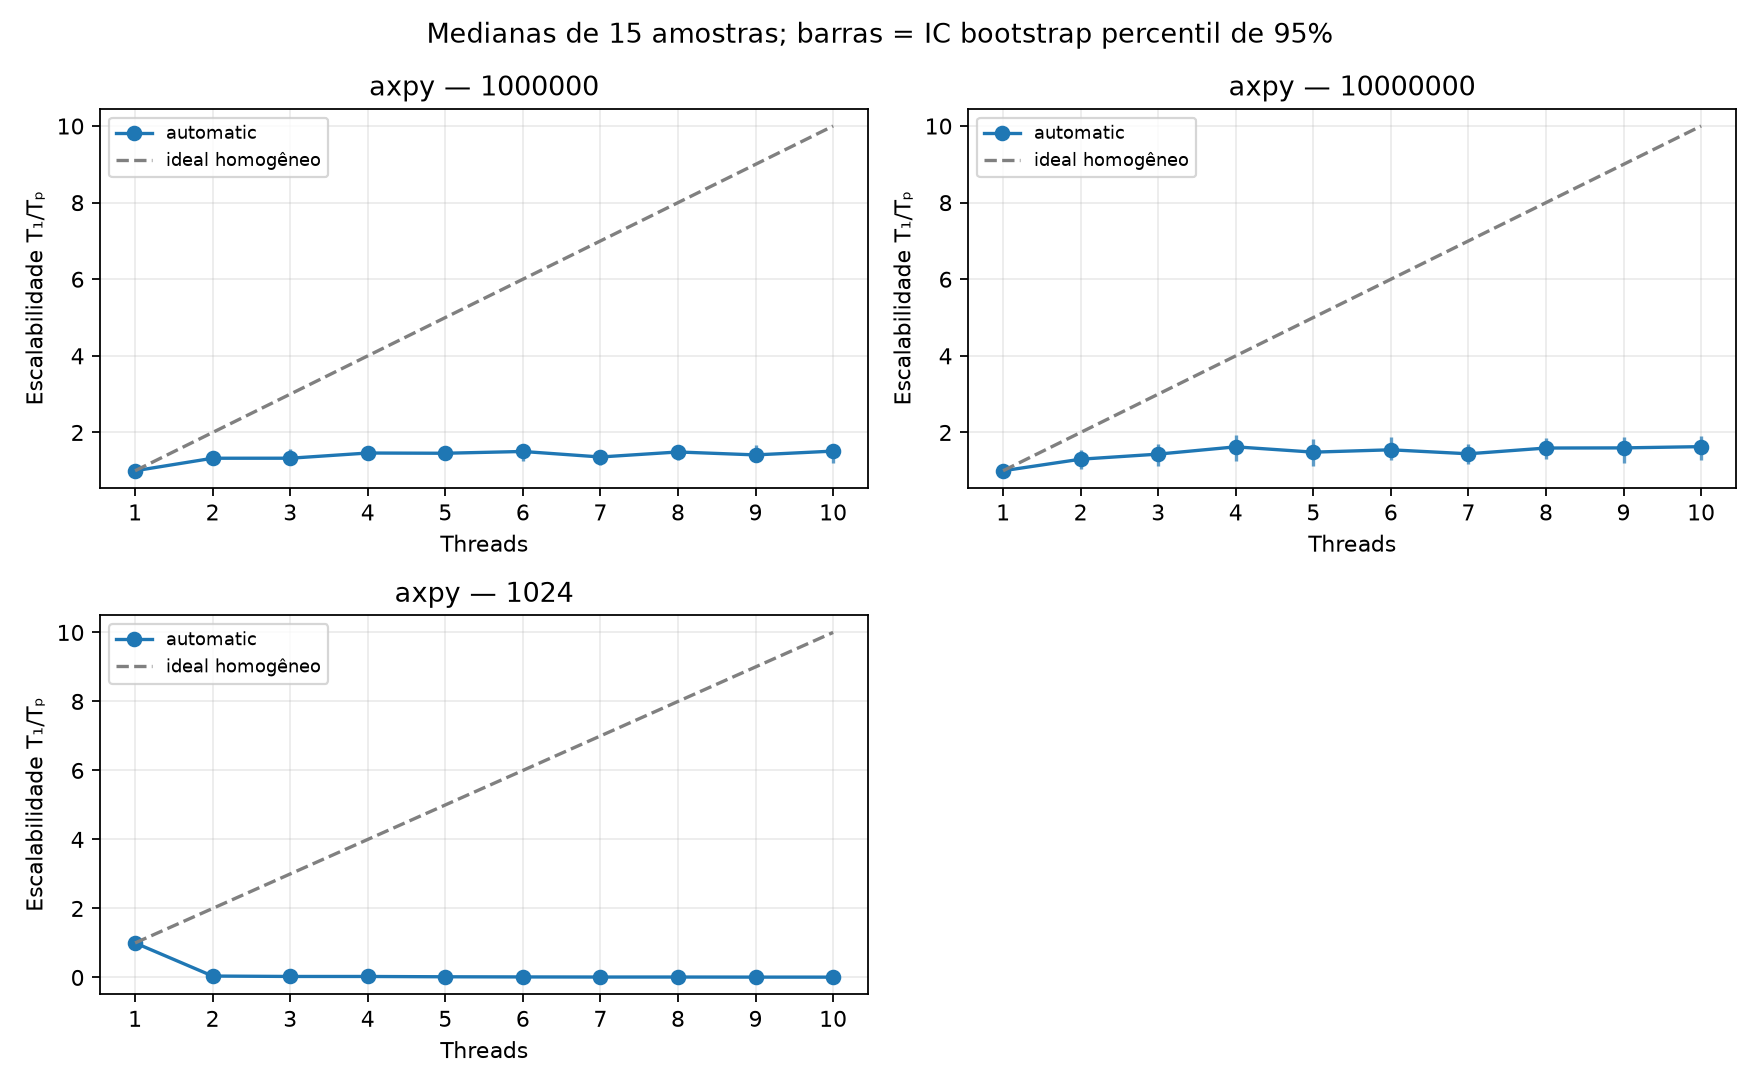 Medianas de 15 amostras; barras = IC bootstrap percentil de 95%
axpy — 1000000
automatic
ideal homogêneo
Escalabilidade T₁/Tₚ
10
8
6
4
2
1 2 3 4 5 6 7 8 9 10
Threads
axpy — 10000000
automatic
ideal homogêneo
Escalabilidade T₁/Tₚ
10
8
6
4
2
1 2 3 4 5 6 7 8 9 10
Threads
axpy — 1024
automatic
ideal homogêneo
Escalabilidade T₁/Tₚ
10
8
6
4
2
0
1 2 3 4 5 6 7 8 9 10
Threads